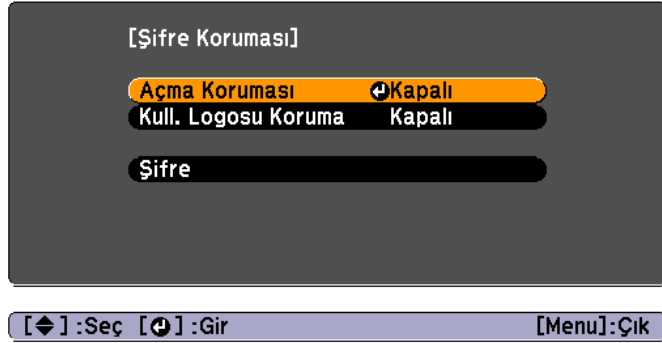 [Şifre Koruması]
Açma Koruması Kapalı
Kull. Logosu Koruma Kapalı
Şifre
[◆] :Seç [↵] :Gir [Menu]:Çık